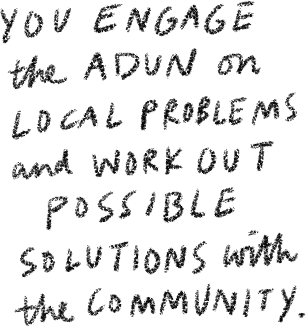 YOU ENGAGE
the ADUN on
LOCAL PROBLEMS
and WORK OUT
POSSIBLE
SOLUTIONS with
the COMMUNITY.